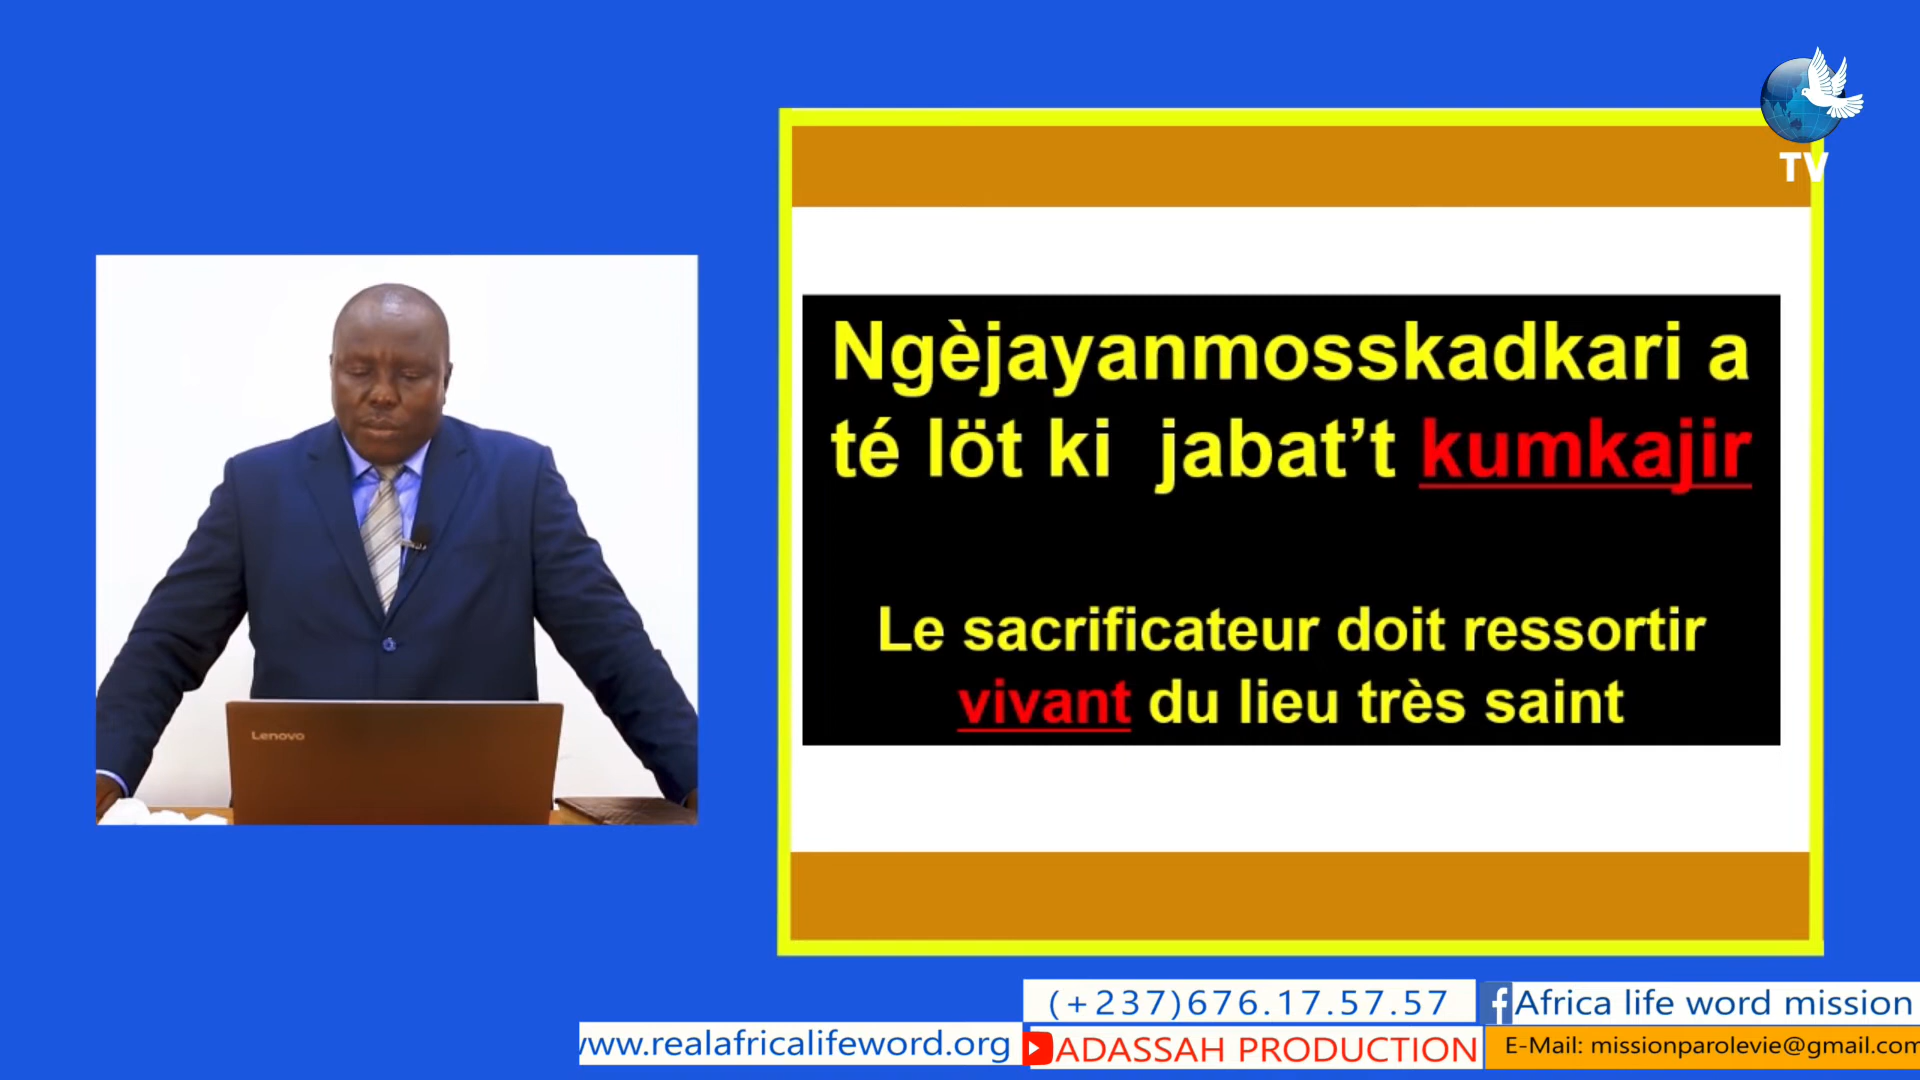 TV
Ngèjayanmosskadkari a
té löt ki jabat’t kumkajir
Le sacrificateur doit ressortir
vivant du lieu très saint
Lenovo
(+237)676.17.57.57
Africa life word mission
www.realafricalifeword.org
ADASSAH PRODUCTION
E-Mail: missionparolevie@gmail.com